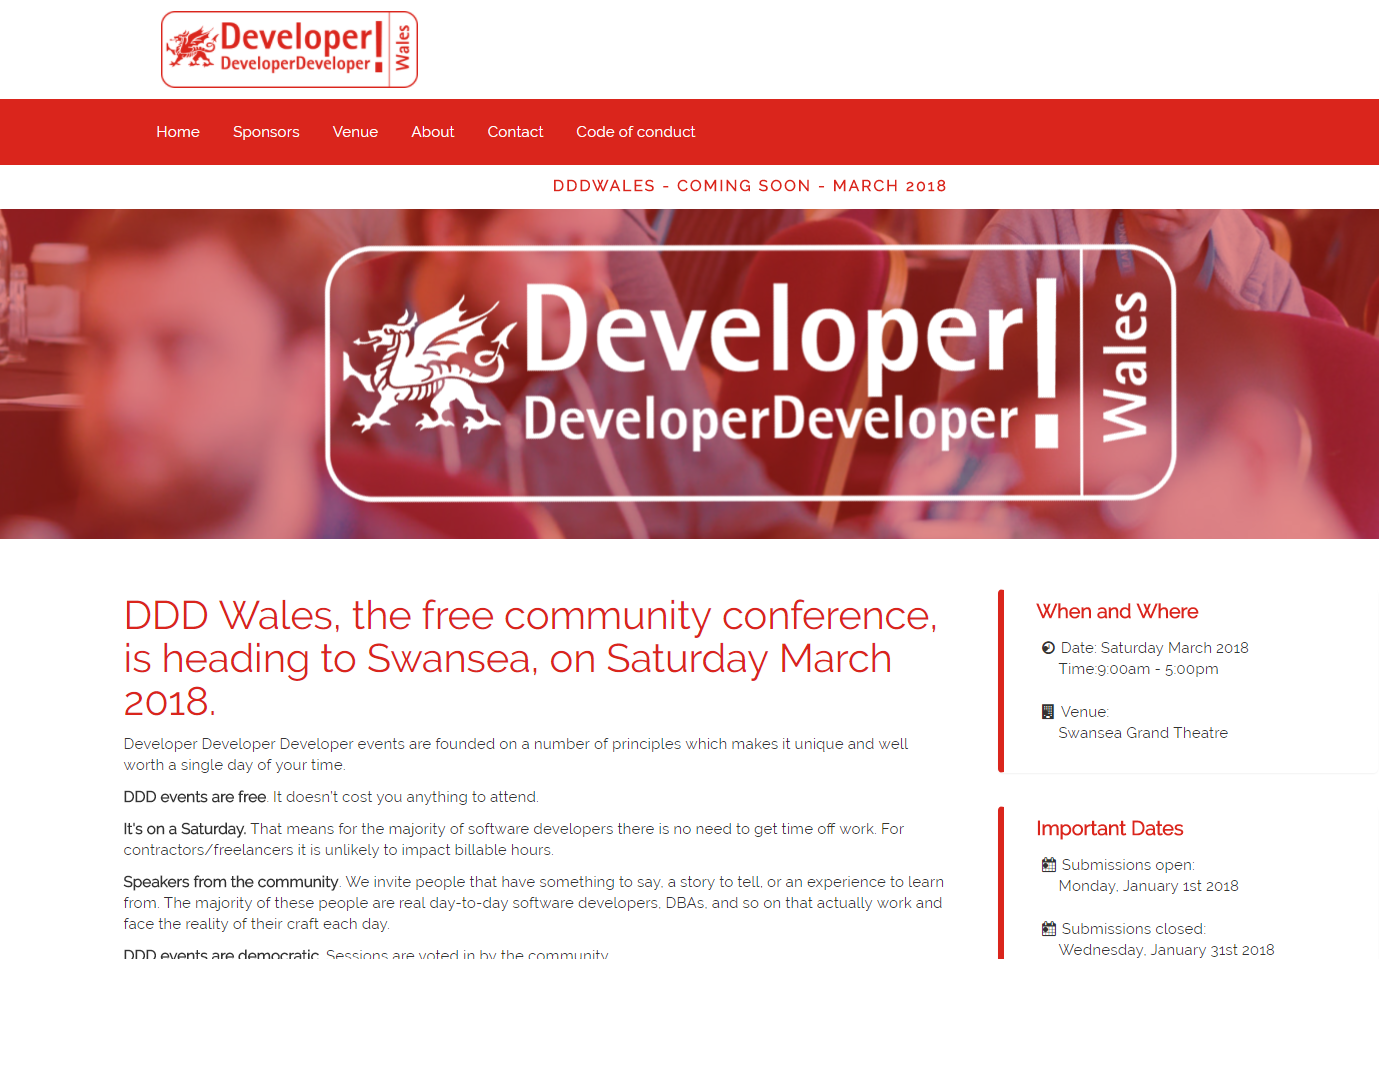 Developer!
DeveloperDeveloper
Wales
Home Sponsors Venue About Contact Code of conduct
DDDWALES - COMING SOON - MARCH 2018
Developer!
DeveloperDeveloper
Wales
DDD Wales, the free community conference,
is heading to Swansea, on Saturday March
2018.
Developer Developer Developer events are founded on a number of principles which makes it unique and well
worth a single day of your time.
DDD events are free. It doesn't cost you anything to attend.
It's on a Saturday. That means for the majority of software developers there is no need to get time off work. For
contractors/freelancers it is unlikely to impact billable hours.
Speakers from the community. We invite people that have something to say, a story to tell, or an experience to learn
from. The majority of these people are real day-to-day software developers, DBAs, and so on that actually work and
face the reality of their craft each day.
DDD events are democratic. Sessions are voted in by the community.
When and Where
Date: Saturday March 2018
Time:9:00am - 5:00pm
Venue:
Swansea Grand Theatre
Important Dates
Submissions open:
Monday, January 1st 2018
Submissions closed:
Wednesday, January 31st 2018